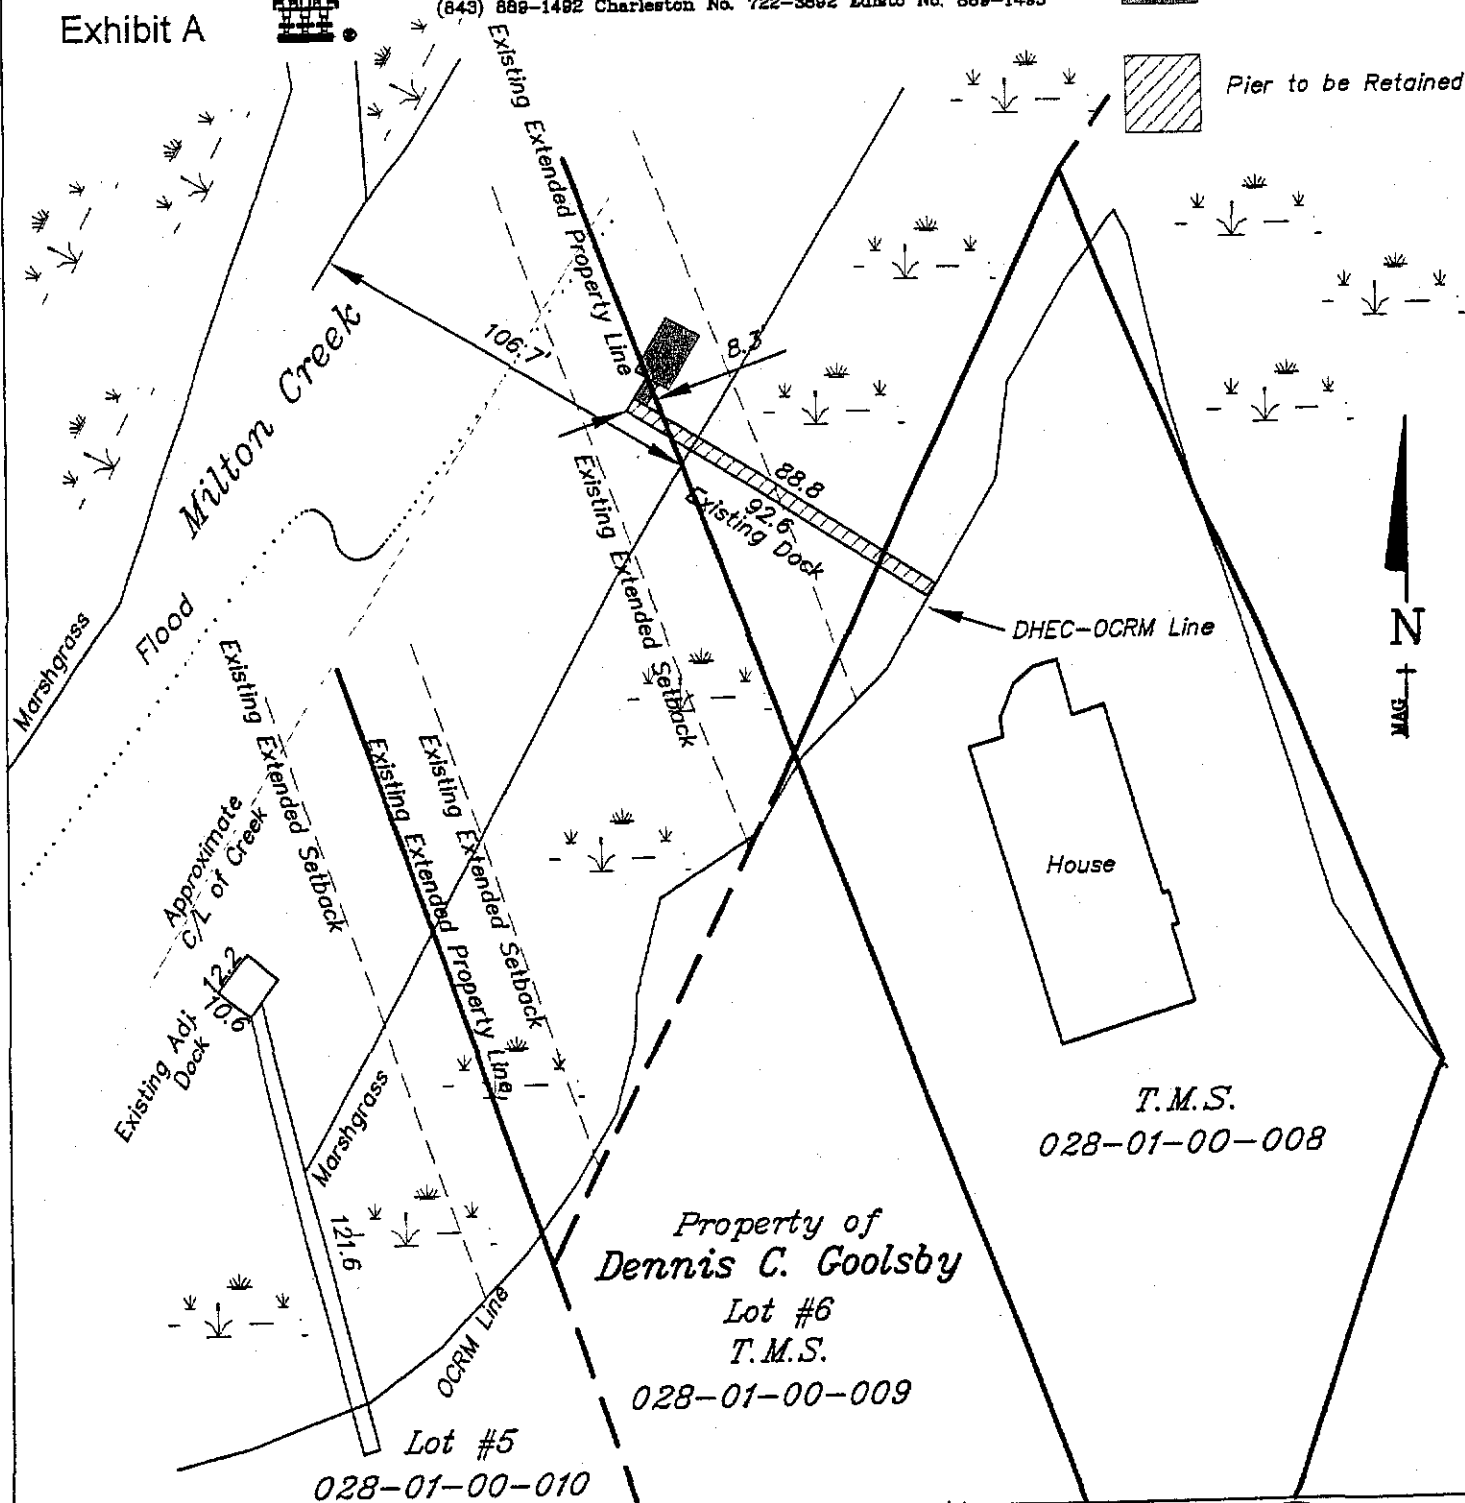 (843) 889-1492 Charleston No. 722-3892 Edisto No. 889-1493
Exhibit A
Pier to be Retained
Existing Extended Property Line
106.7'
8.3
Milton Creek
88.8
92.6
Existing Dock
Existing Extended Setback
DHEC-OCRM Line
N
MAG
Flood
Marshgrass
Existing Extended Setback
Existing Extended Property Line
Existing Extended Setback
Approximate
C/L of Creek
House
12.2
10.6
Existing Adj.
Dock
Marshgrass
121.6
OCRM Line
T.M.S.
028-01-00-008
Property of
Dennis C. Goolsby
Lot #6
T.M.S.
028-01-00-009
Lot #5
028-01-00-010